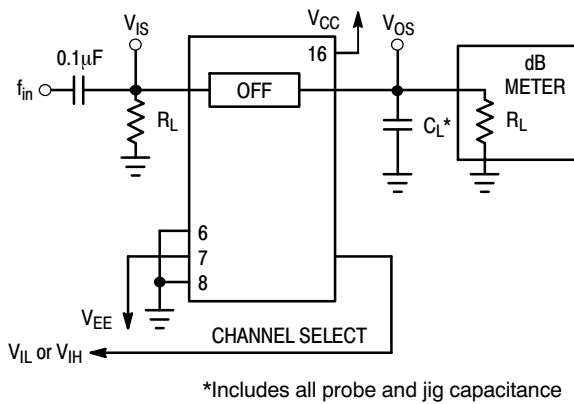 V_IS
V_CC
V_OS
0.1µF
16
dB
METER
f_in
OFF
R_L
C_L*
R_L
6
7
8
V_EE
CHANNEL SELECT
V_IL or V_IH
*Includes all probe and jig capacitance